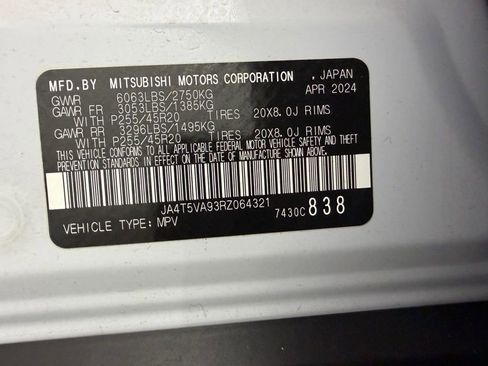 MFD.BY MITSUBISHI MOTORS CORPORATION .JAPAN
GVWR 6063LBS/2750KG APR 2024
GAWR FR 3053LBS/1385KG
WITH P255/45R20 TIRES 20X8.0J RIMS
GAWR RR 3296LBS/1495KG
WITH P255/45R20 TIRES 20X8.0J RIMS
THIS VEHICLE CONFORMS TO ALL APPLICABLE FEDERAL MOTOR VEHICLE SAFETY AND THEFT
PREVENTION STANDARDS IN EFFECT ON THE DATE OF MANUFACTURE SHOWN ABOVE.
JA4T5VA93RZ064321
VEHICLE TYPE: MPV 7430C 838